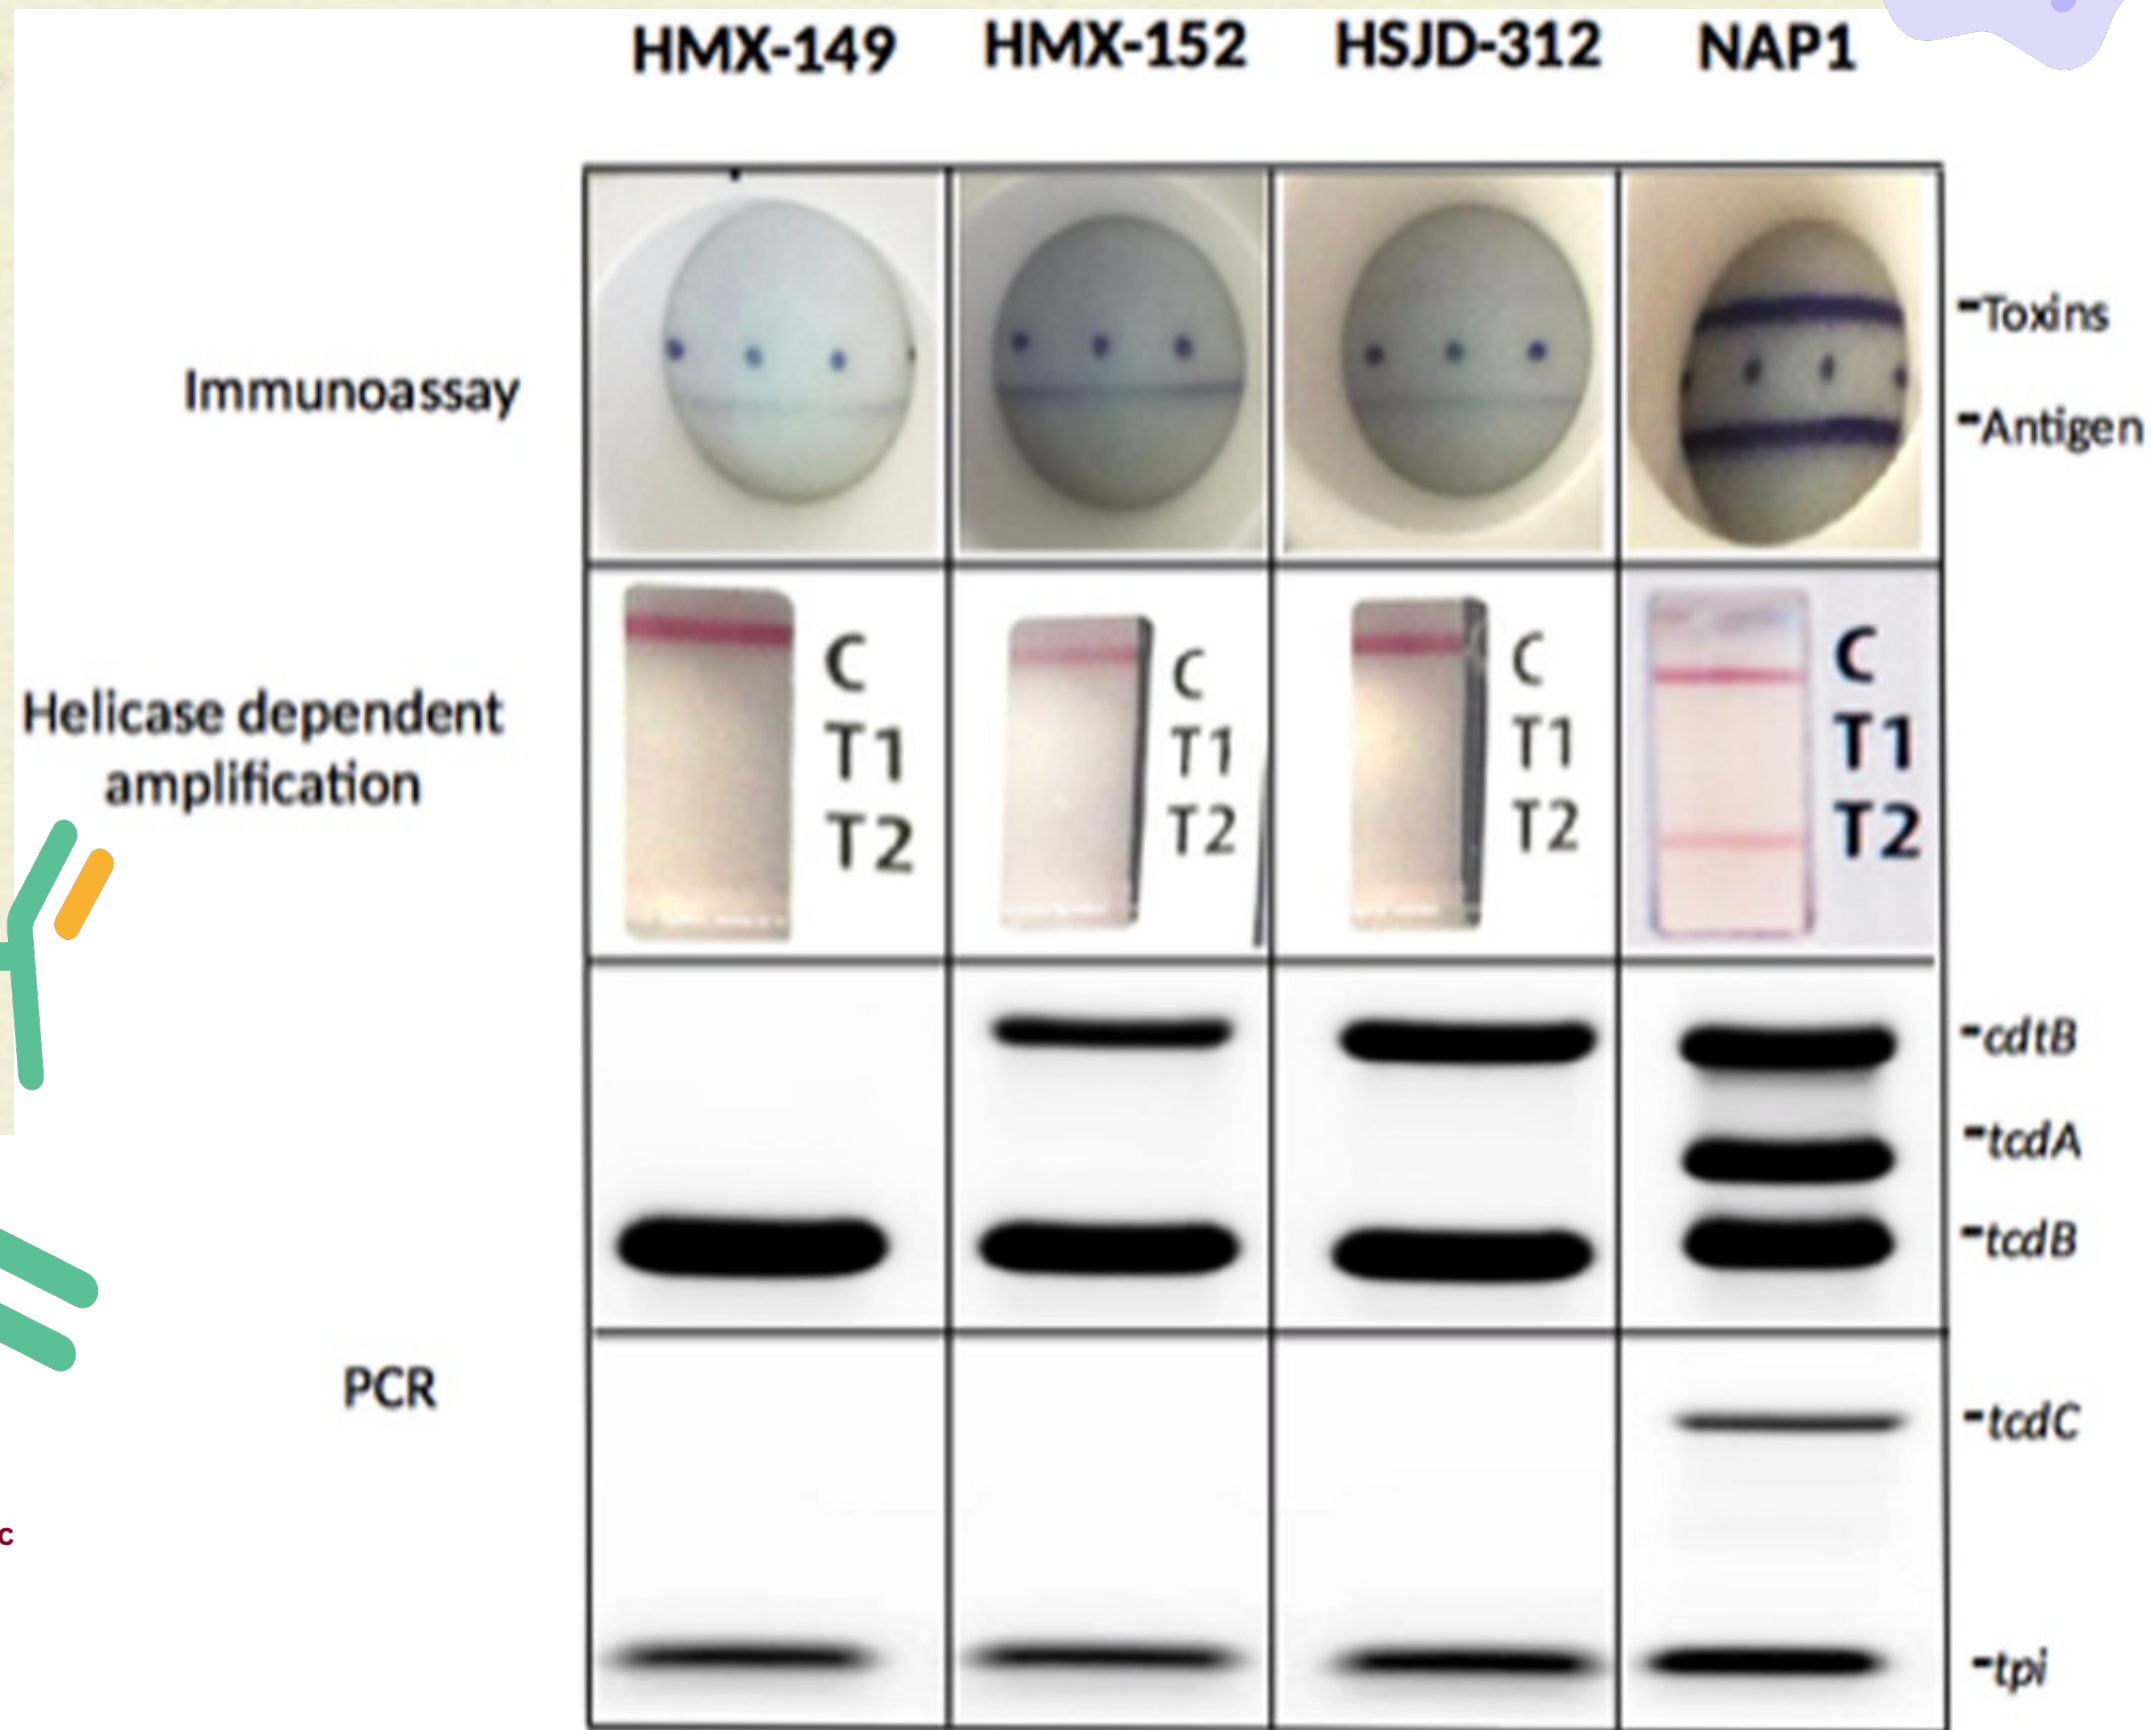 HMX-149 HMX-152 HSJD-312 NAP1
Immunoassay
-Toxins
-Antigen
Helicase dependent
amplification
C
T1
T2
C
T1
T2
C
T1
T2
C
T1
T2
-cdtB
-tcdA
-tcdB
PCR
-tcdC
-tpi
c